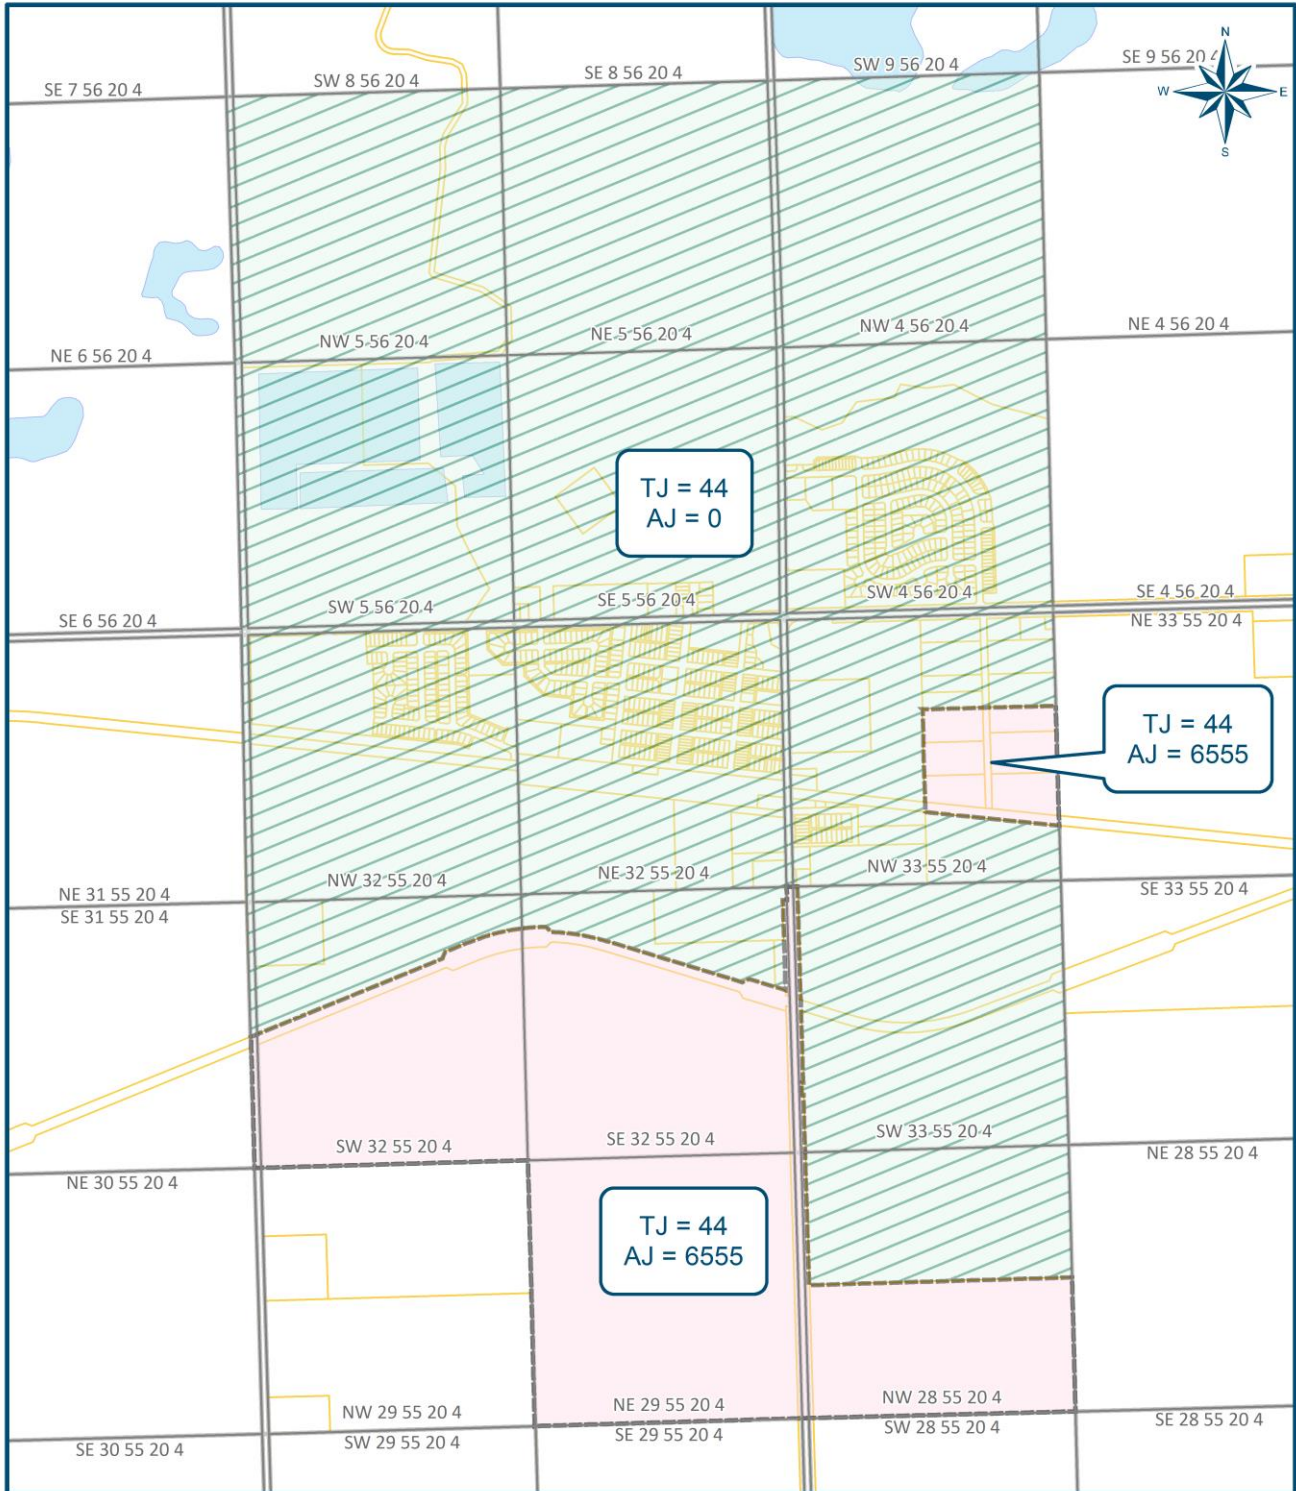 N
W E
S
SE 7 56 20 4
SW 8 56 20 4
SE 8 56 20 4
SW 9 56 20 4
SE 9 56 20 4
NE 6 56 20 4
NW 5 56 20 4
NE 5 56 20 4
NW 4 56 20 4
NE 4 56 20 4
TJ = 44
AJ = 0
SE 6 56 20 4
SW 5 56 20 4
SE 5 56 20 4
SW 4 56 20 4
SE 4 56 20 4
NE 33 55 20 4
TJ = 44
AJ = 6555
NE 31 55 20 4
SE 31 55 20 4
NW 32 55 20 4
NE 32 55 20 4
NW 33 55 20 4
SE 33 55 20 4
NE 30 55 20 4
SW 32 55 20 4
SE 32 55 20 4
SW 33 55 20 4
NE 28 55 20 4
TJ = 44
AJ = 6555
SE 30 55 20 4
NW 29 55 20 4
SW 29 55 20 4
NE 29 55 20 4
SE 29 55 20 4
NW 28 55 20 4
SW 28 55 20 4
SE 28 55 20 4